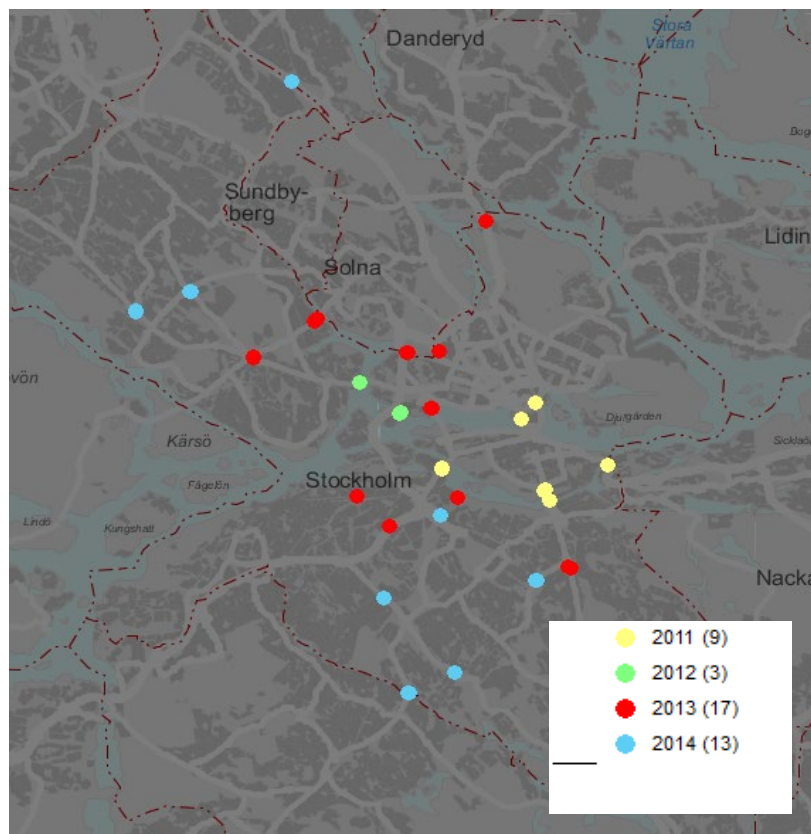 Danderyd
Stora
Värtan
Sundby-
berg
Lidin
Solna
Djurgården
Kärsö
Fågelön
Stockholm
Lindö
Kungshatt
Nacka
2011 (9)
2012 (3)
2013 (17)
2014 (13)